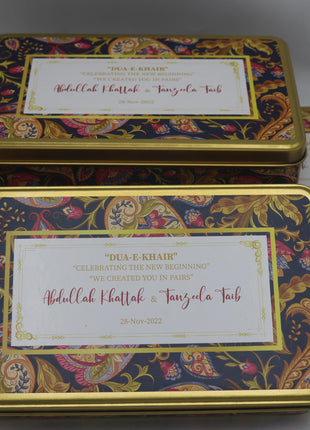 "DUA-E-KHAIR"
"CELEBRATING THE NEW BEGINNING"
"WE CREATED YOU IN PAIRS"
Abdullah Khattak & Tanzeela Taib
28-Nov-2022
"DUA-E-KHAIR"
"CELEBRATING THE NEW BEGINNING"
"WE CREATED YOU IN PAIRS"
Abdullah Khattak & Tanzeela Taib
28-Nov-2022